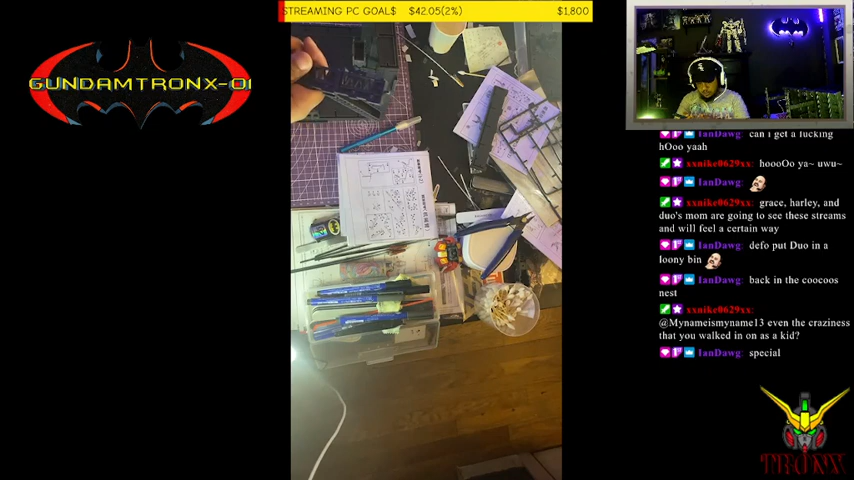 STREAMING PC GOAL$ $42.05(2%) $1,800
GUNDAMTRONX-0
can i get a fucking
hOoo yaah
xxnike0629xx: hoooOo ya~ uwu~
IanDawg:
xxnike0629xx: grace, harley, and
duo's mom are going to see these streams
and will feel a certain way
IanDawg: defo put Duo in a
loony bin
IanDawg: back in the coocoos
nest
xxnike0629xx:
@Mynameismyname13 even the craziness
that you walked in on as a kid?
IanDawg: special
TRONX